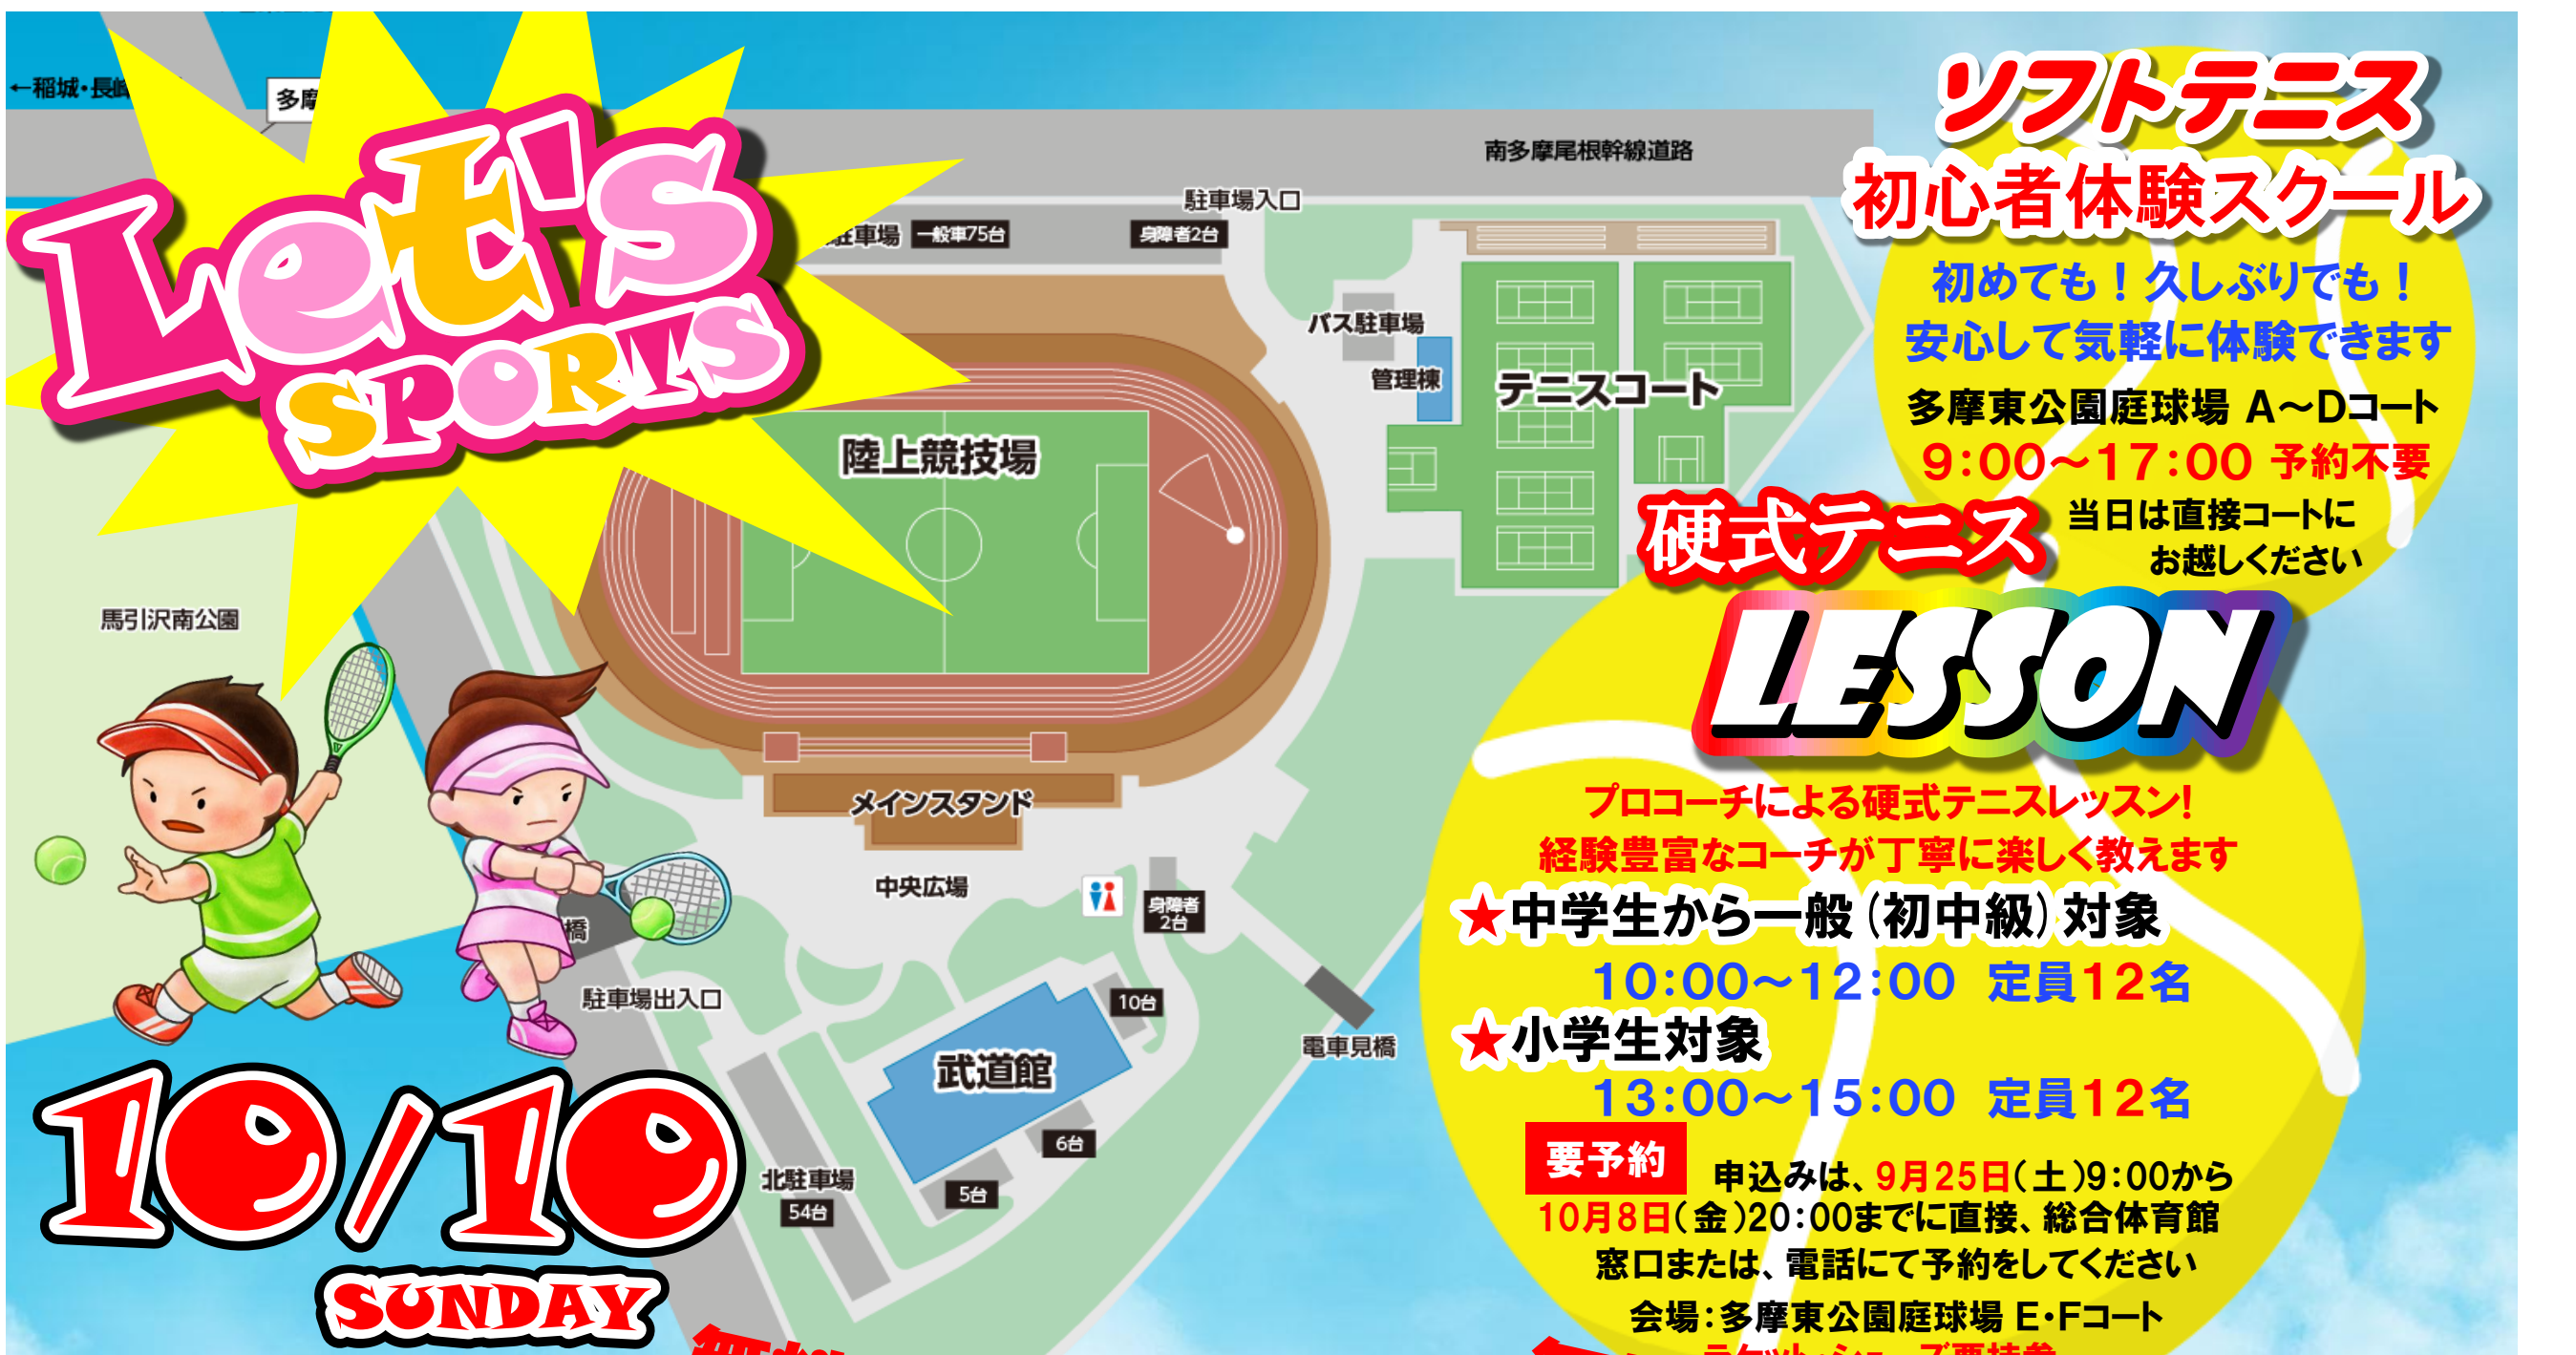 ←稲城・長
多摩
Let's
SPORTS
南多摩尾根幹線道路
駐車場入口
駐車場 一般車75台
身障者2台
バス駐車場
管理棟
テニスコート
陸上競技場
馬引沢南公園
メインスタンド
中央広場
身障者
2台
橋
駐車場出入口
10台
電車見橋
武道館
6台
5台
北駐車場
54台
10/10
SUNDAY
ソフトテニス
初心者体験スクール
初めても！久しぶりでも！
安心して気軽に体験できます
多摩東公園庭球場 A～Dコート
9：00～17：00 予約不要
当日は直接コートに
お越しください
硬式テニス
LESSON
プロコーチによる硬式テニスレッスン！
経験豊富なコーチが丁寧に楽しく教えます
★中学生から一般（初中級）対象
10：00～12：00 定員12名
★小学生対象
13：00～15：00 定員12名
要予約 申込みは、9月25日（土）9：00から
10月8日（金）20：00までに直接、総合体育館
窓口または、電話にて予約をしてください
会場：多摩東公園庭球場 E・Fコート
ラケット・シューズ要持参